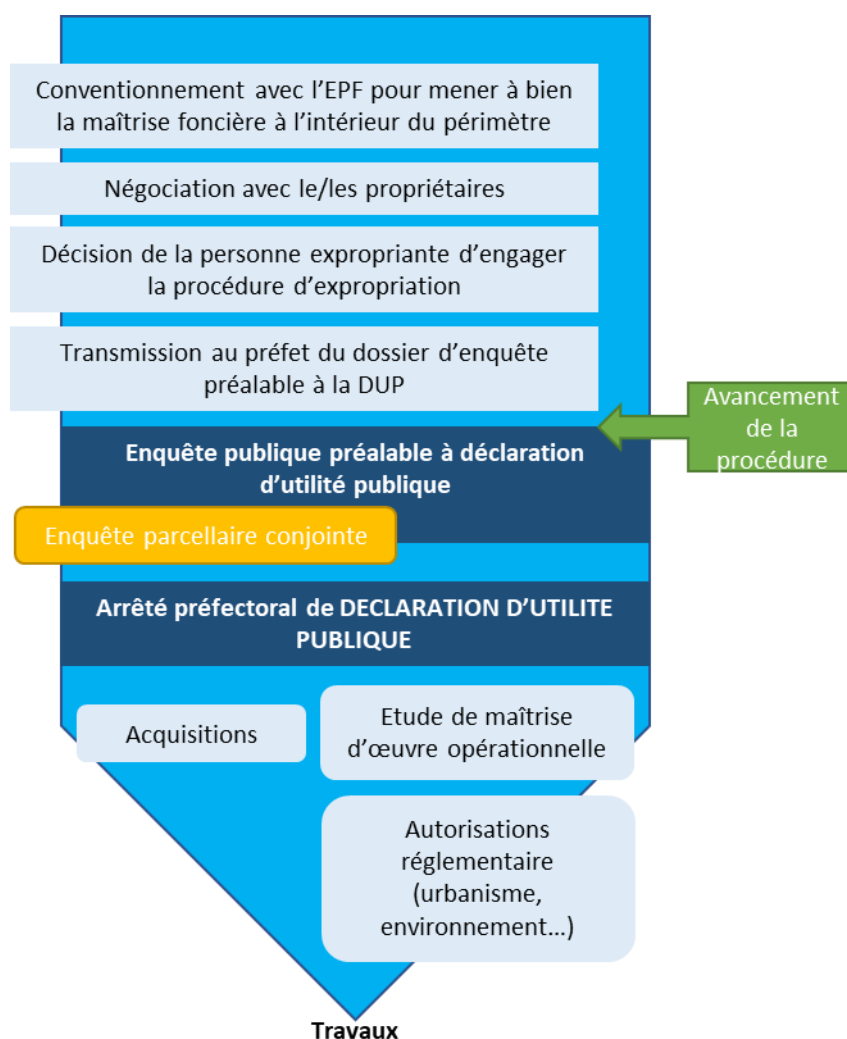 Conventionnement avec l'EPF pour mener à bien
la maîtrise foncière à l'intérieur du périmètre
Négociation avec le/les propriétaires
Décision de la personne expropriante d'engager
la procédure d'expropriation
Transmission au préfet du dossier d'enquête
préalable à la DUP
Avancement
de la
procédure
Enquête publique préalable à déclaration
d'utilité publique
Enquête parcellaire conjointe
Arrêté préfectoral de DECLARATION D'UTILITE
PUBLIQUE
Acquisitions
Etude de maîtrise
d'œuvre opérationnelle
Autorisations
réglementaire
(urbanisme,
environnement…)
Travaux